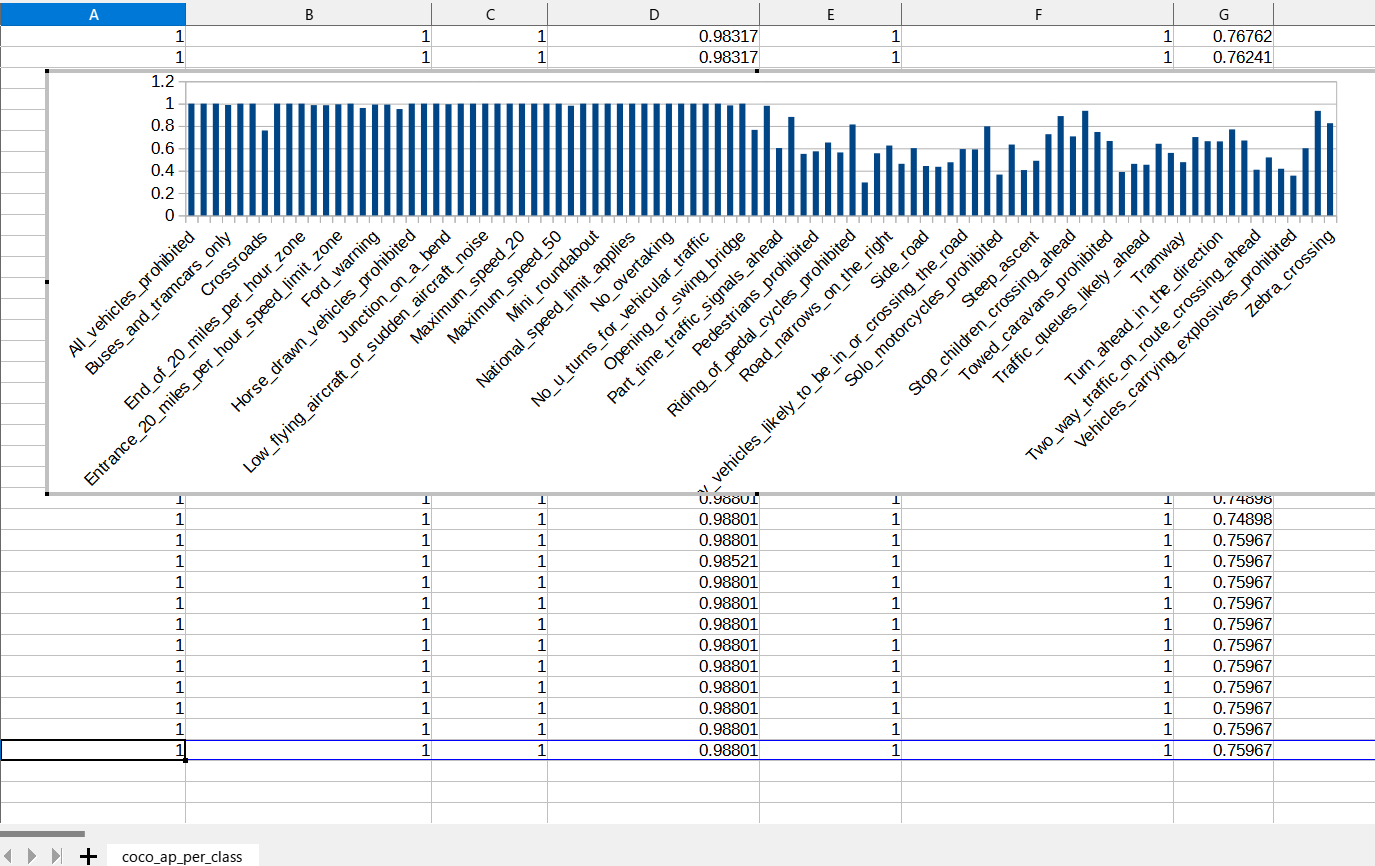 A B C D E F G
1 1 1 0.98317 1 1 0.76762
1 1 1 0.98317 1 1 0.76241
1.2
1
0.8
0.6
0.4
0.2
0
All_vehicles_prohibited
Buses_and_tramcars_only
Crossroads
End_of_20_miles_per_hour_zone
Entrance_20_miles_per_hour_speed_limit_zone
Ford_warning
Horse_drawn_vehicles_prohibited
Junction_on_a_bend
Low_flying_aircraft_or_sudden_aircraft_noise
Maximum_speed_20
Maximum_speed_50
Mini_roundabout
National_speed_limit_applies
No_overtaking
No_u_turns_for_vehicular_traffic
Opening_or_swing_bridge
Part_time_traffic_signals_ahead
Pedestrians_prohibited
Riding_of_pedal_cycles_prohibited
Road_narrows_on_the_right
Side_road
y_vehicles_likely_to_be_in_or_crossing_the_road
Solo_motorcycles_prohibited
Steep_ascent
Stop_children_crossing_ahead
Towed_caravans_prohibited
Traffic_queues_likely_ahead
Tramway
Turn_ahead_in_the_direction
Two_way_traffic_on_route_crossing_ahead
Vehicles_carrying_explosives_prohibited
Zebra_crossing
1 1 1 0.98801 1 1 0.74898
1 1 1 0.98801 1 1 0.74898
1 1 1 0.98801 1 1 0.75967
1 1 1 0.98521 1 1 0.75967
1 1 1 0.98801 1 1 0.75967
1 1 1 0.98801 1 1 0.75967
1 1 1 0.98801 1 1 0.75967
1 1 1 0.98801 1 1 0.75967
1 1 1 0.98801 1 1 0.75967
1 1 1 0.98801 1 1 0.75967
1 1 1 0.98801 1 1 0.75967
1 1 1 0.98801 1 1 0.75967
1 1 1 0.98801 1 1 0.75967
coco_ap_per_class